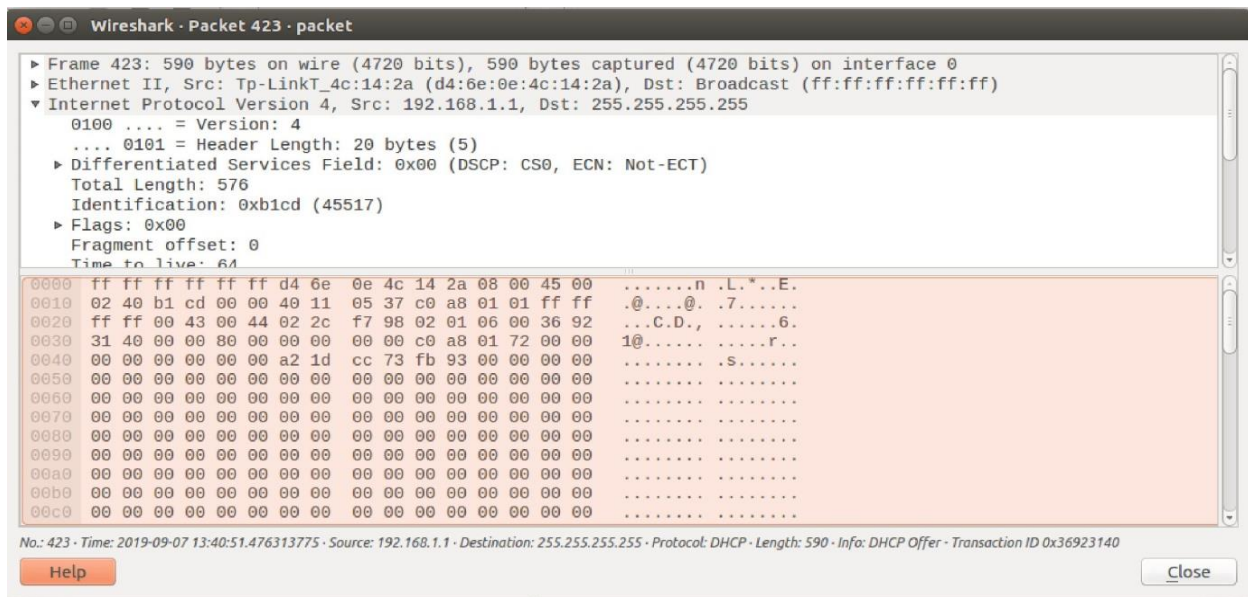 Wireshark · Packet 423 · packet
▸ Frame 423: 590 bytes on wire (4720 bits), 590 bytes captured (4720 bits) on interface 0
▸ Ethernet II, Src: Tp-LinkT_4c:14:2a (d4:6e:0e:4c:14:2a), Dst: Broadcast (ff:ff:ff:ff:ff:ff)
▾ Internet Protocol Version 4, Src: 192.168.1.1, Dst: 255.255.255.255
0100 .... = Version: 4
.... 0101 = Header Length: 20 bytes (5)
▸ Differentiated Services Field: 0x00 (DSCP: CS0, ECN: Not-ECT)
Total Length: 576
Identification: 0xb1cd (45517)
▸ Flags: 0x00
Fragment offset: 0
Time to live: 64
0000 ff ff ff ff ff ff d4 6e 0e 4c 14 2a 08 00 45 00 .......n .L.*..E.
0010 02 40 b1 cd 00 00 40 11 05 37 c0 a8 01 01 ff ff .@....@. .7......
0020 ff ff 00 43 00 44 02 2c f7 98 02 01 06 00 36 92 ...C.D., ......6.
0030 31 40 00 00 80 00 00 00 00 00 c0 a8 01 72 00 00 1@...... .....r..
0040 00 00 00 00 00 00 a2 1d cc 73 fb 93 00 00 00 00 ........ .s......
0050 00 00 00 00 00 00 00 00 00 00 00 00 00 00 00 00 ........ ........
0060 00 00 00 00 00 00 00 00 00 00 00 00 00 00 00 00 ........ ........
0070 00 00 00 00 00 00 00 00 00 00 00 00 00 00 00 00 ........ ........
0080 00 00 00 00 00 00 00 00 00 00 00 00 00 00 00 00 ........ ........
0090 00 00 00 00 00 00 00 00 00 00 00 00 00 00 00 00 ........ ........
00a0 00 00 00 00 00 00 00 00 00 00 00 00 00 00 00 00 ........ ........
00b0 00 00 00 00 00 00 00 00 00 00 00 00 00 00 00 00 ........ ........
00c0 00 00 00 00 00 00 00 00 00 00 00 00 00 00 00 00 ........ ........
No.: 423 · Time: 2019-09-07 13:40:51.476313775 · Source: 192.168.1.1 · Destination: 255.255.255.255 · Protocol: DHCP · Length: 590 · Info: DHCP Offer · Transaction ID 0x36923140
Help
Close